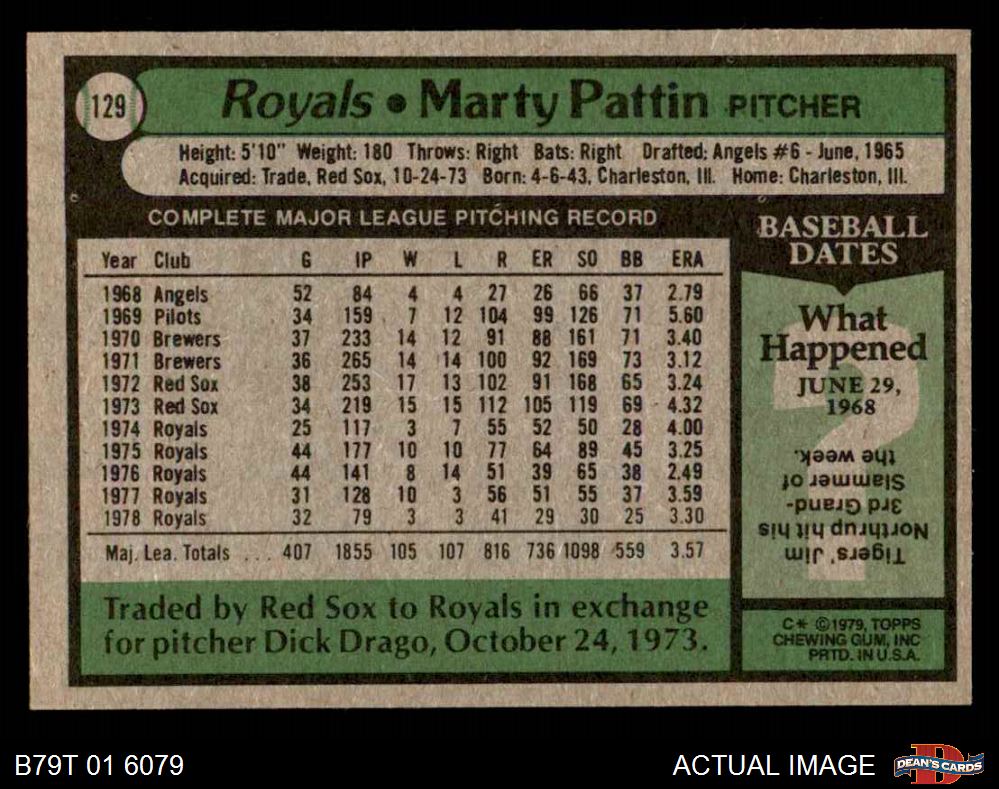 129
Royals • Marty Pattin PITCHER
Height: 5'10" Weight: 180 Throws: Right Bats: Right Drafted: Angels #6 - June, 1965
Acquired: Trade, Red Sox, 10-24-73 Born: 4-6-43, Charleston, Ill. Home: Charleston, Ill.
COMPLETE MAJOR LEAGUE PITCHING RECORD
Year Club G IP W L R ER SO BB ERA
1968 Angels 52 84 4 4 27 26 66 37 2.79
1969 Pilots 34 159 7 12 104 99 126 71 5.60
1970 Brewers 37 233 14 12 91 88 161 71 3.40
1971 Brewers 36 265 14 14 100 92 169 73 3.12
1972 Red Sox 38 253 17 13 102 91 168 65 3.24
1973 Red Sox 34 219 15 15 112 105 119 69 4.32
1974 Royals 25 117 3 7 55 52 50 28 4.00
1975 Royals 44 177 10 10 77 64 89 45 3.25
1976 Royals 44 141 8 14 51 39 65 38 2.49
1977 Royals 31 128 10 3 56 51 55 37 3.59
1978 Royals 32 79 3 3 41 29 30 25 3.30
Maj. Lea. Totals ... 407 1855 105 107 816 736 1098 559 3.57
Traded by Red Sox to Royals in exchange
for pitcher Dick Drago, October 24, 1973.
BASEBALL
DATES
What
Happened
JUNE 29,
1968
Tigers' Jim
Northrup hit his
3rd Grand-
Slammer of
the week.
C* ©1979, TOPPS
CHEWING GUM, INC
PRTD. IN U.S.A.
B79T 01 6079
ACTUAL IMAGE
DEAN'S CARDS